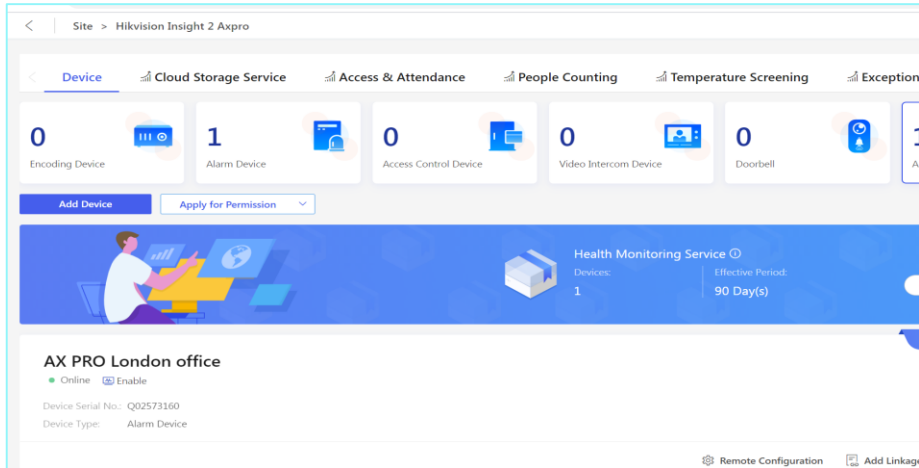 Site > Hikvision Insight 2 Axpro
Device Cloud Storage Service Access & Attendance People Counting Temperature Screening Exception
0 1 0 0 0 1
Encoding Device Alarm Device Access Control Device Video Intercom Device Doorbell A
Add Device Apply for Permission
Health Monitoring Service
Devices: Effective Period:
1 90 Day(s)
AX PRO London office
Online Enable
Device Serial No.: Q02573160
Device Type: Alarm Device
Remote Configuration Add Linkage